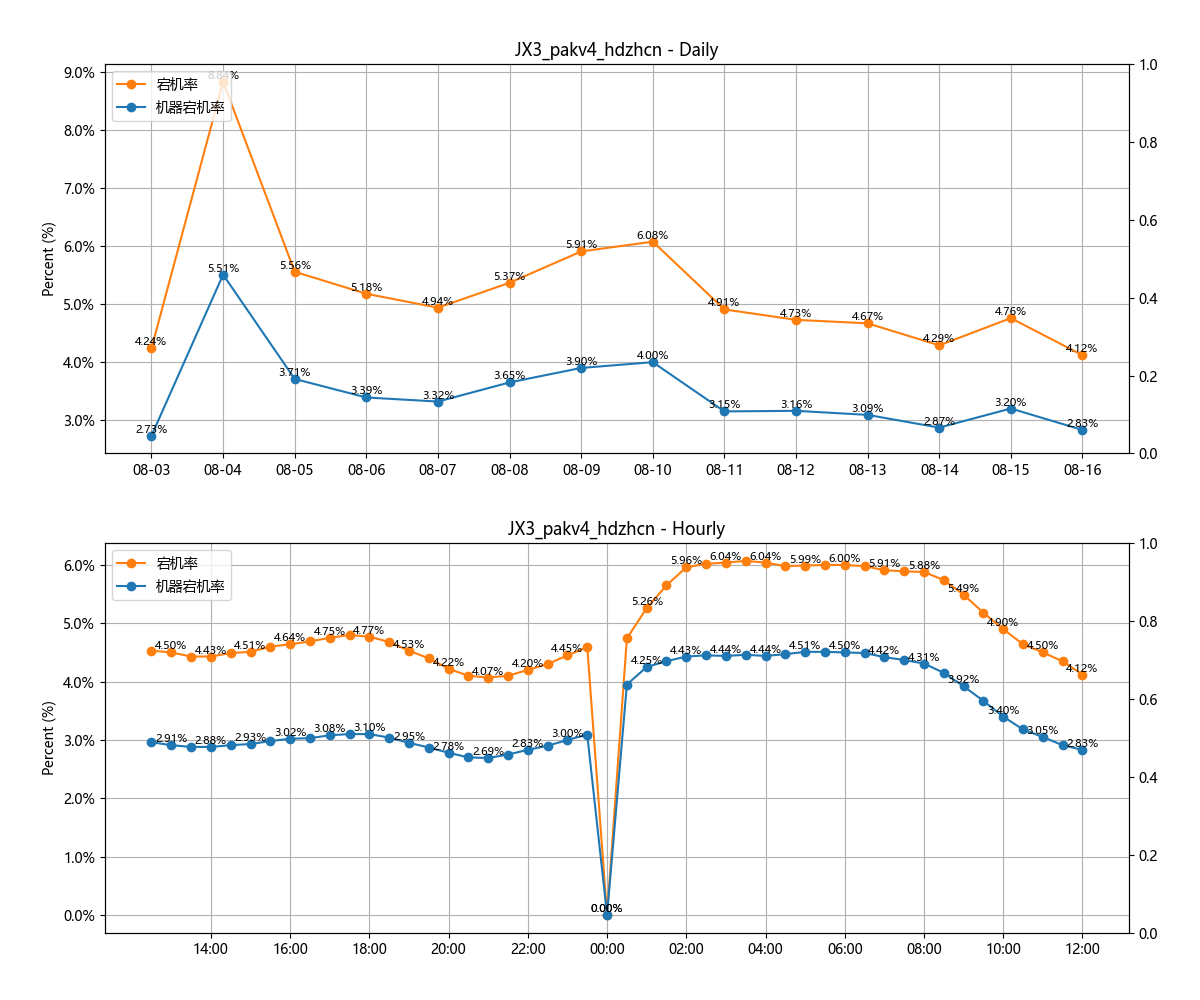 JX3_pakv4_hdzhcn - Daily
宕机率
机器宕机率
Percent (%)
9.0%
8.0%
7.0%
6.0%
5.0%
4.0%
3.0%
1.0
0.8
0.6
0.4
0.2
0.0
4.24% 8.84% 5.56% 5.18% 4.94% 5.37% 5.91% 6.08% 4.91% 4.73% 4.67% 4.29% 4.76% 4.12%
2.73% 5.51% 3.71% 3.39% 3.32% 3.65% 3.90% 4.00% 3.15% 3.16% 3.09% 2.87% 3.20% 2.83%
08-03 08-04 08-05 08-06 08-07 08-08 08-09 08-10 08-11 08-12 08-13 08-14 08-15 08-16
JX3_pakv4_hdzhcn - Hourly
宕机率
机器宕机率
Percent (%)
6.0%
5.0%
4.0%
3.0%
2.0%
1.0%
0.0%
1.0
0.8
0.6
0.4
0.2
0.0
4.50% 4.43% 4.51% 4.64% 4.75% 4.77% 4.53% 4.22% 4.07% 4.20% 4.45% 0.00% 5.26% 5.96% 6.04% 6.04% 5.99% 6.00% 5.91% 5.88% 5.49% 4.90% 4.50% 4.12%
2.91% 2.88% 2.93% 3.02% 3.08% 3.10% 2.95% 2.78% 2.69% 2.83% 3.00% 0.00% 4.25% 4.43% 4.44% 4.44% 4.51% 4.50% 4.42% 4.31% 3.92% 3.40% 3.05% 2.83%
14:00 16:00 18:00 20:00 22:00 00:00 02:00 04:00 06:00 08:00 10:00 12:00